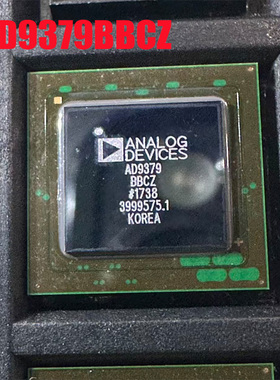 D9379BBCZ
ANALOG
DEVICES
AD9379
BBCZ
#1738
3999575.1
KOREA